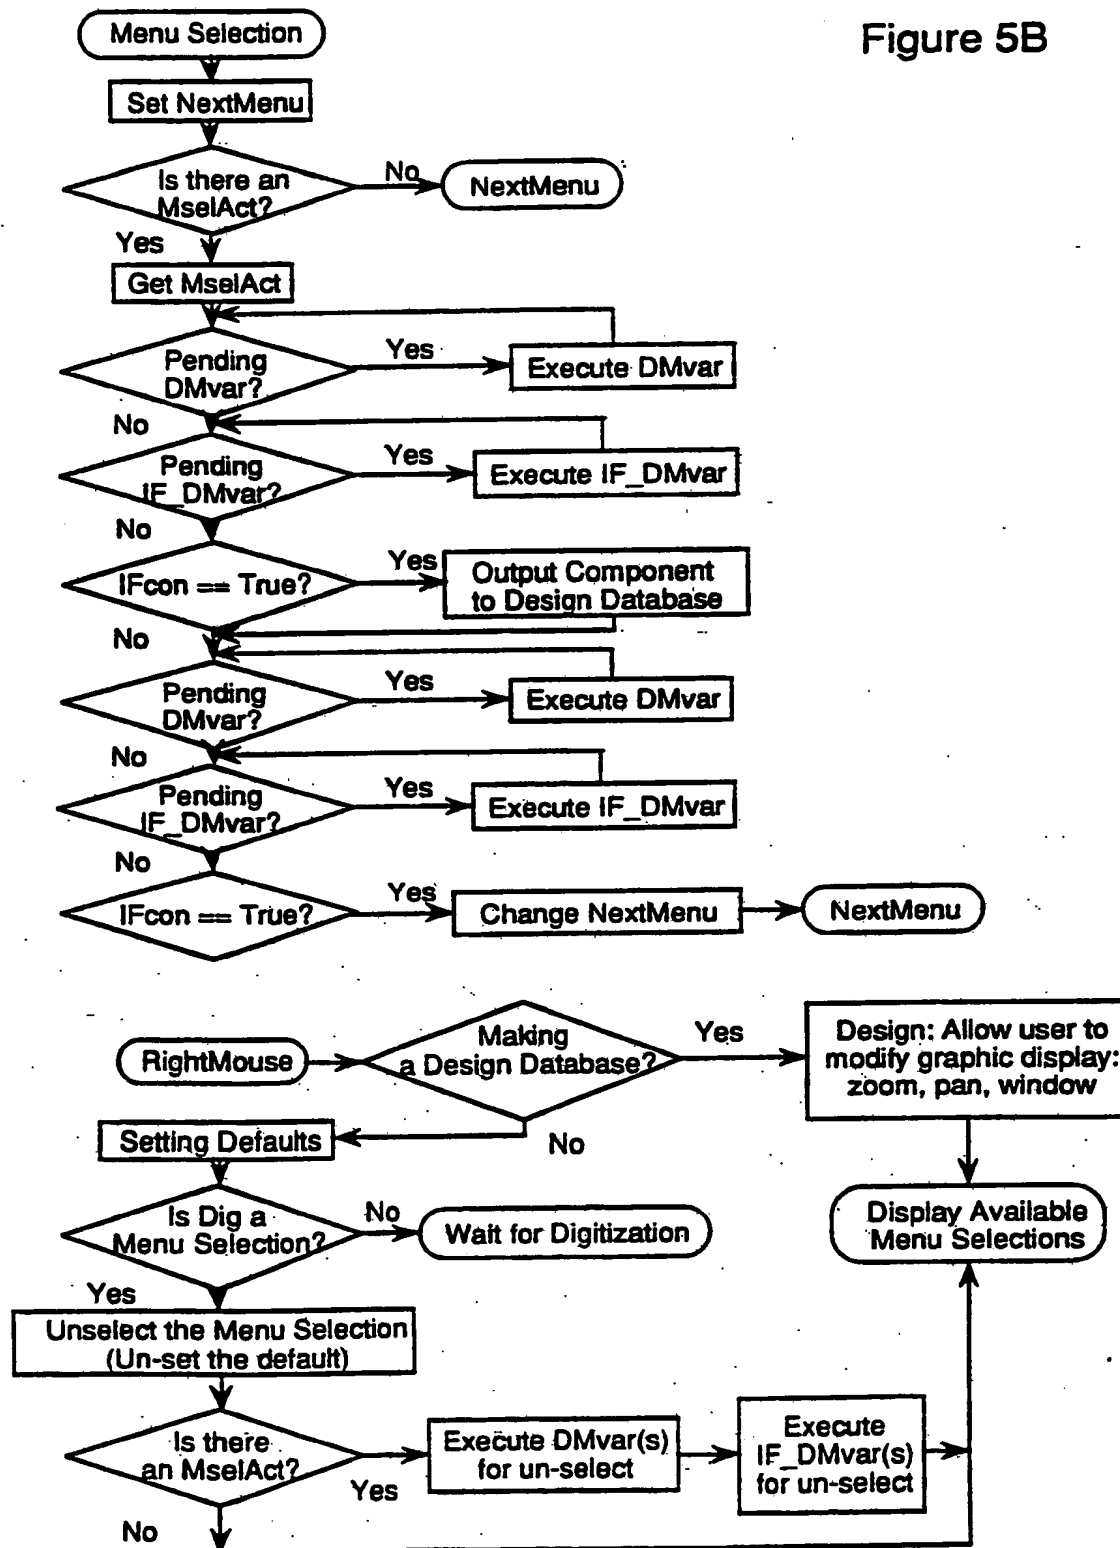 Figure 5B
Menu Selection
Set NextMenu
Is there an
MselAct?
No
NextMenu
Yes
Get MselAct
Pending
DMvar?
Yes
Execute DMvar
No
Pending
IF_DMvar?
Yes
Execute IF_DMvar
No
IFcon == True?
Yes
Output Component
to Design Database
No
Pending
DMvar?
Yes
Execute DMvar
No
Pending
IF_DMvar?
Yes
Execute IF_DMvar
No
IFcon == True?
Yes
Change NextMenu
NextMenu
RightMouse
Making
a Design Database?
Yes
Design: Allow user to
modify graphic display:
zoom, pan, window
No
Setting Defaults
Is Dig a
Menu Selection?
No
Wait for Digitization
Display Available
Menu Selections
Yes
Unselect the Menu Selection
(Un-set the default)
Is there
an MselAct?
Yes
Execute DMvar(s)
for un-select
Execute
IF_DMvar(s)
for un-select
No